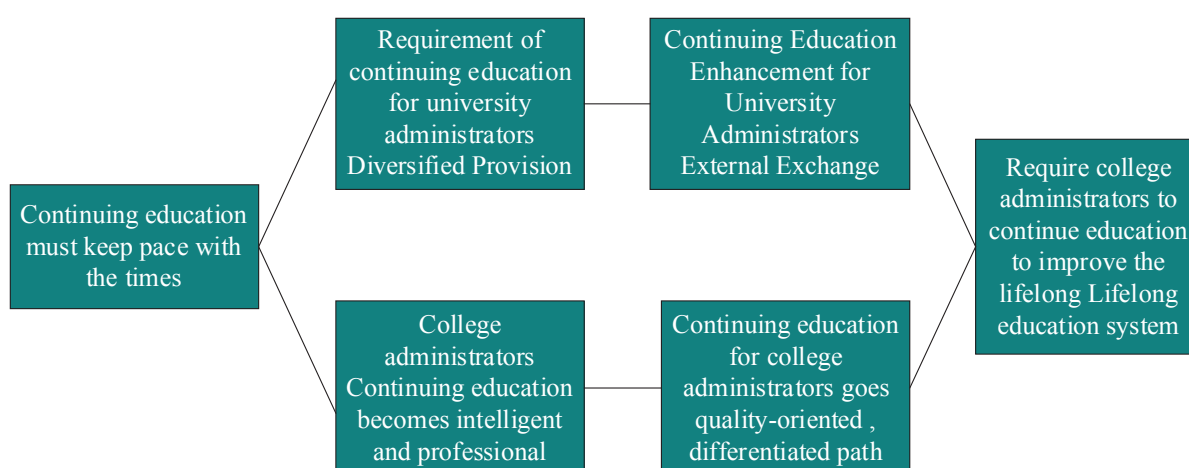 Continuing education
must keep pace with
the times
Requirement of
continuing education
for university
administrators
Diversified Provision
Continuing Education
Enhancement for
University
Administrators
External Exchange
College
administrators
Continuing education
becomes intelligent
and professional
Continuing education
for college
administrators goes
quality-oriented ,
differentiated path
Require college
administrators to
continue education
to improve the
lifelong Lifelong
education system